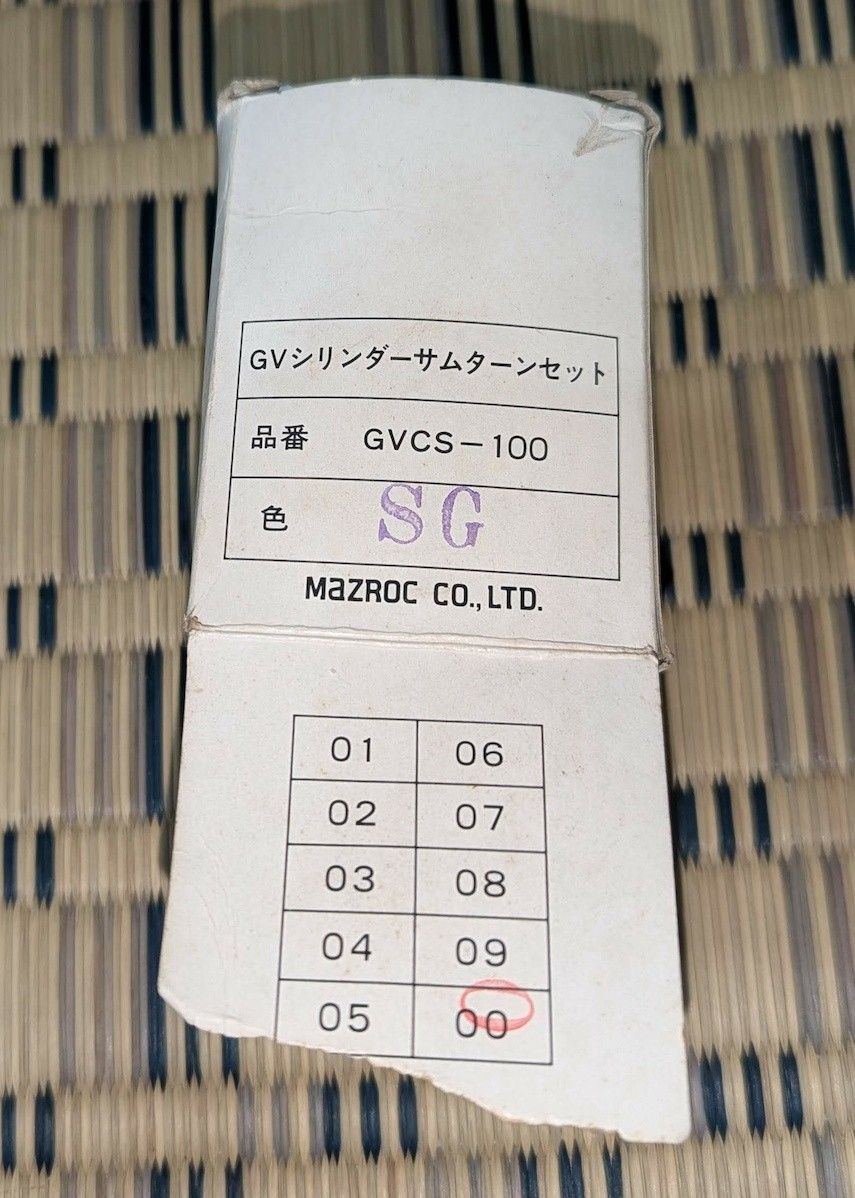 GVシリンダーサムターンセット
品番 GVCS-100
色 SG
MAZROC CO., LTD.
01 06
02 07
03 08
04 09
05 00